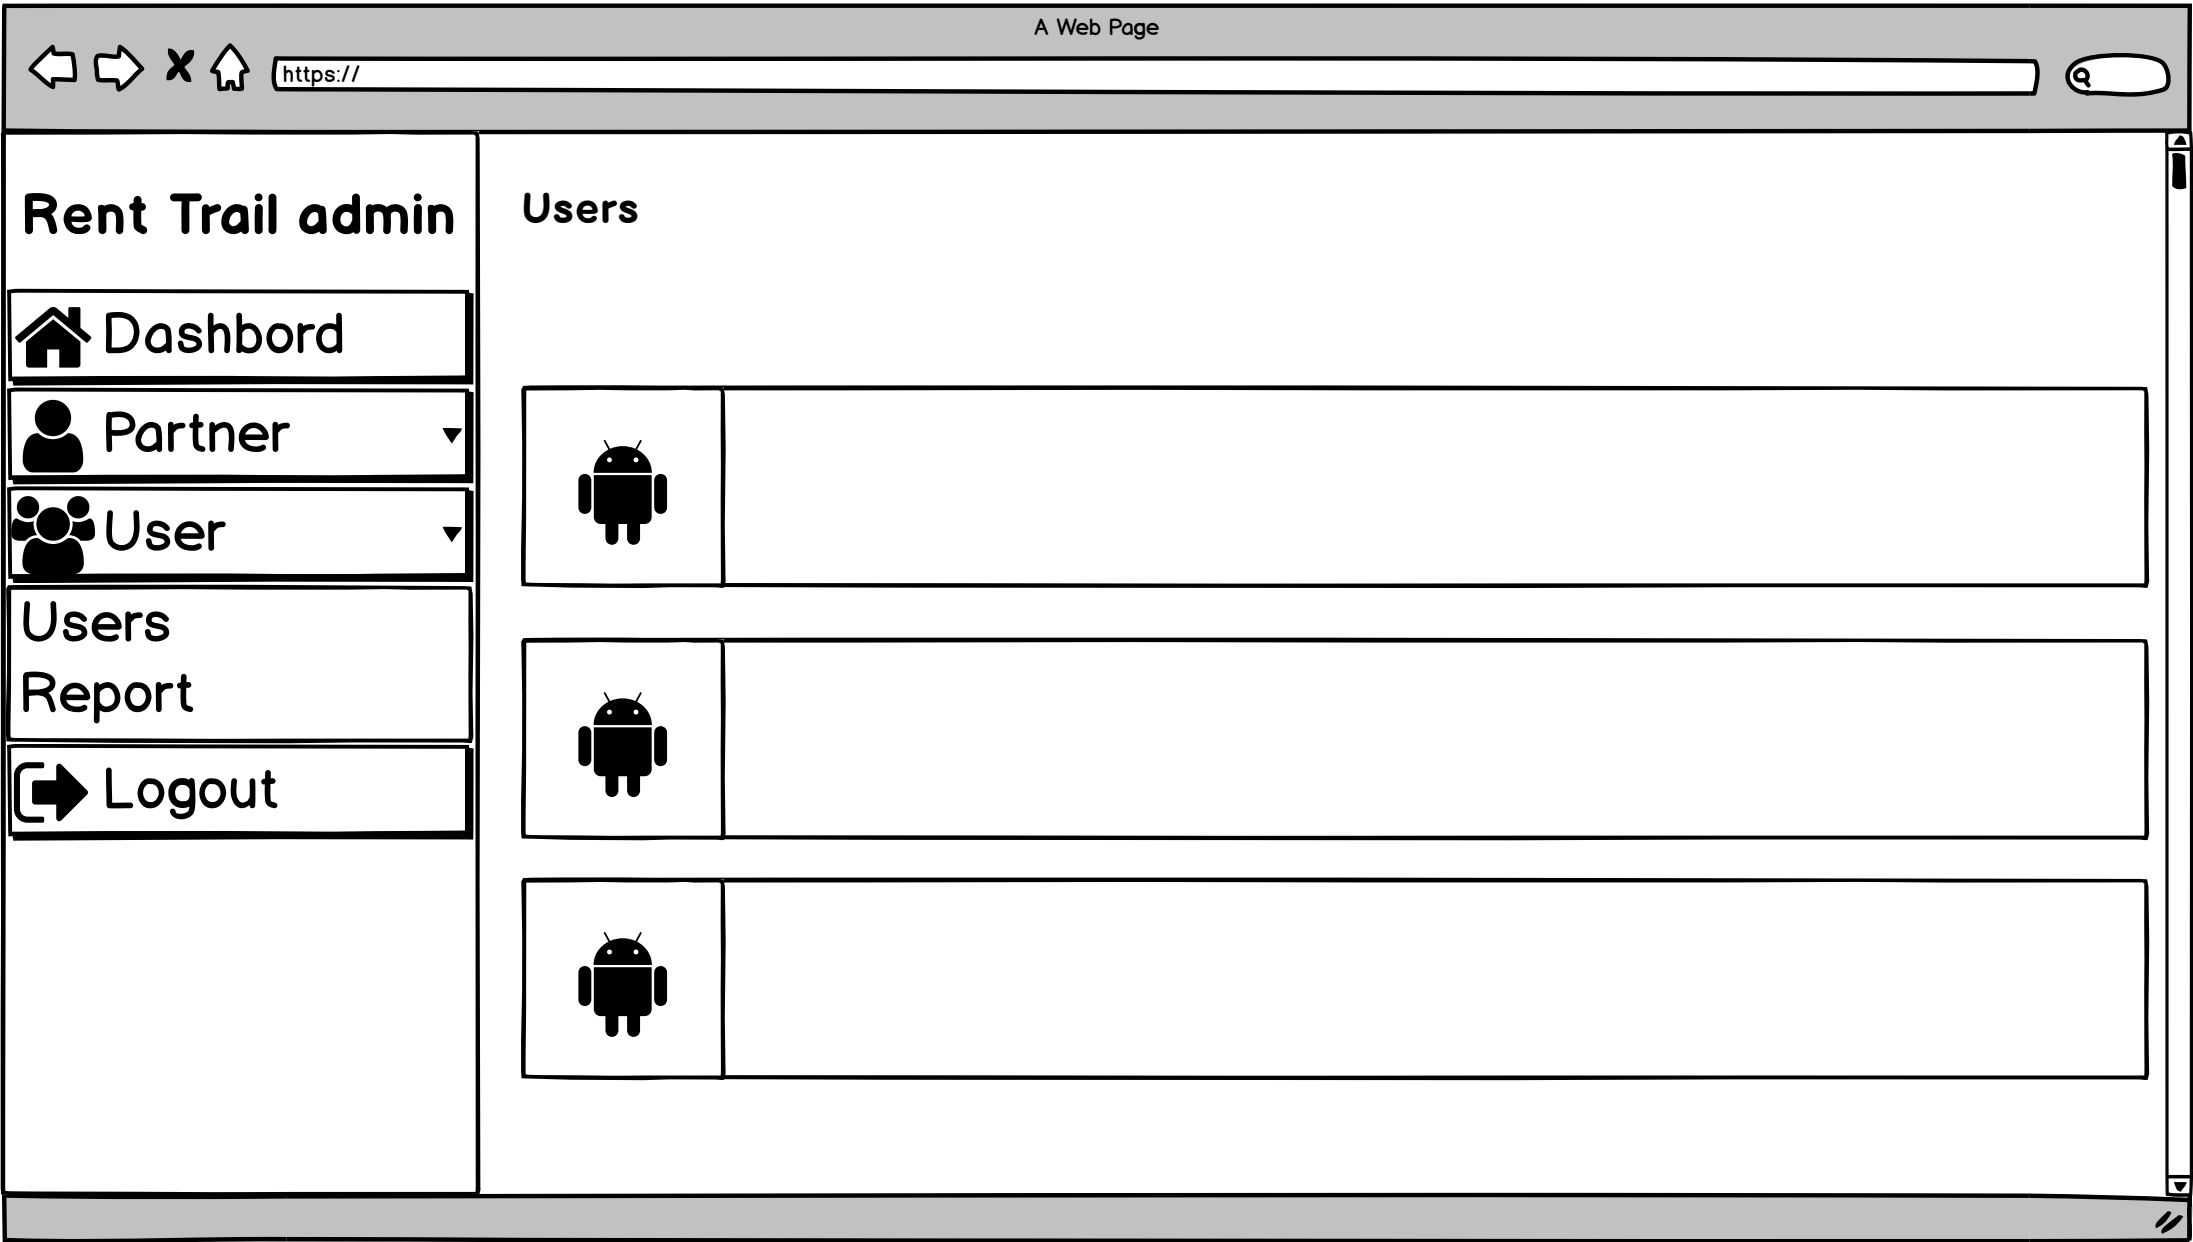 A Web Page
https://
Rent Trail admin
Dashbord
Partner
User
Users
Report
Logout
Users